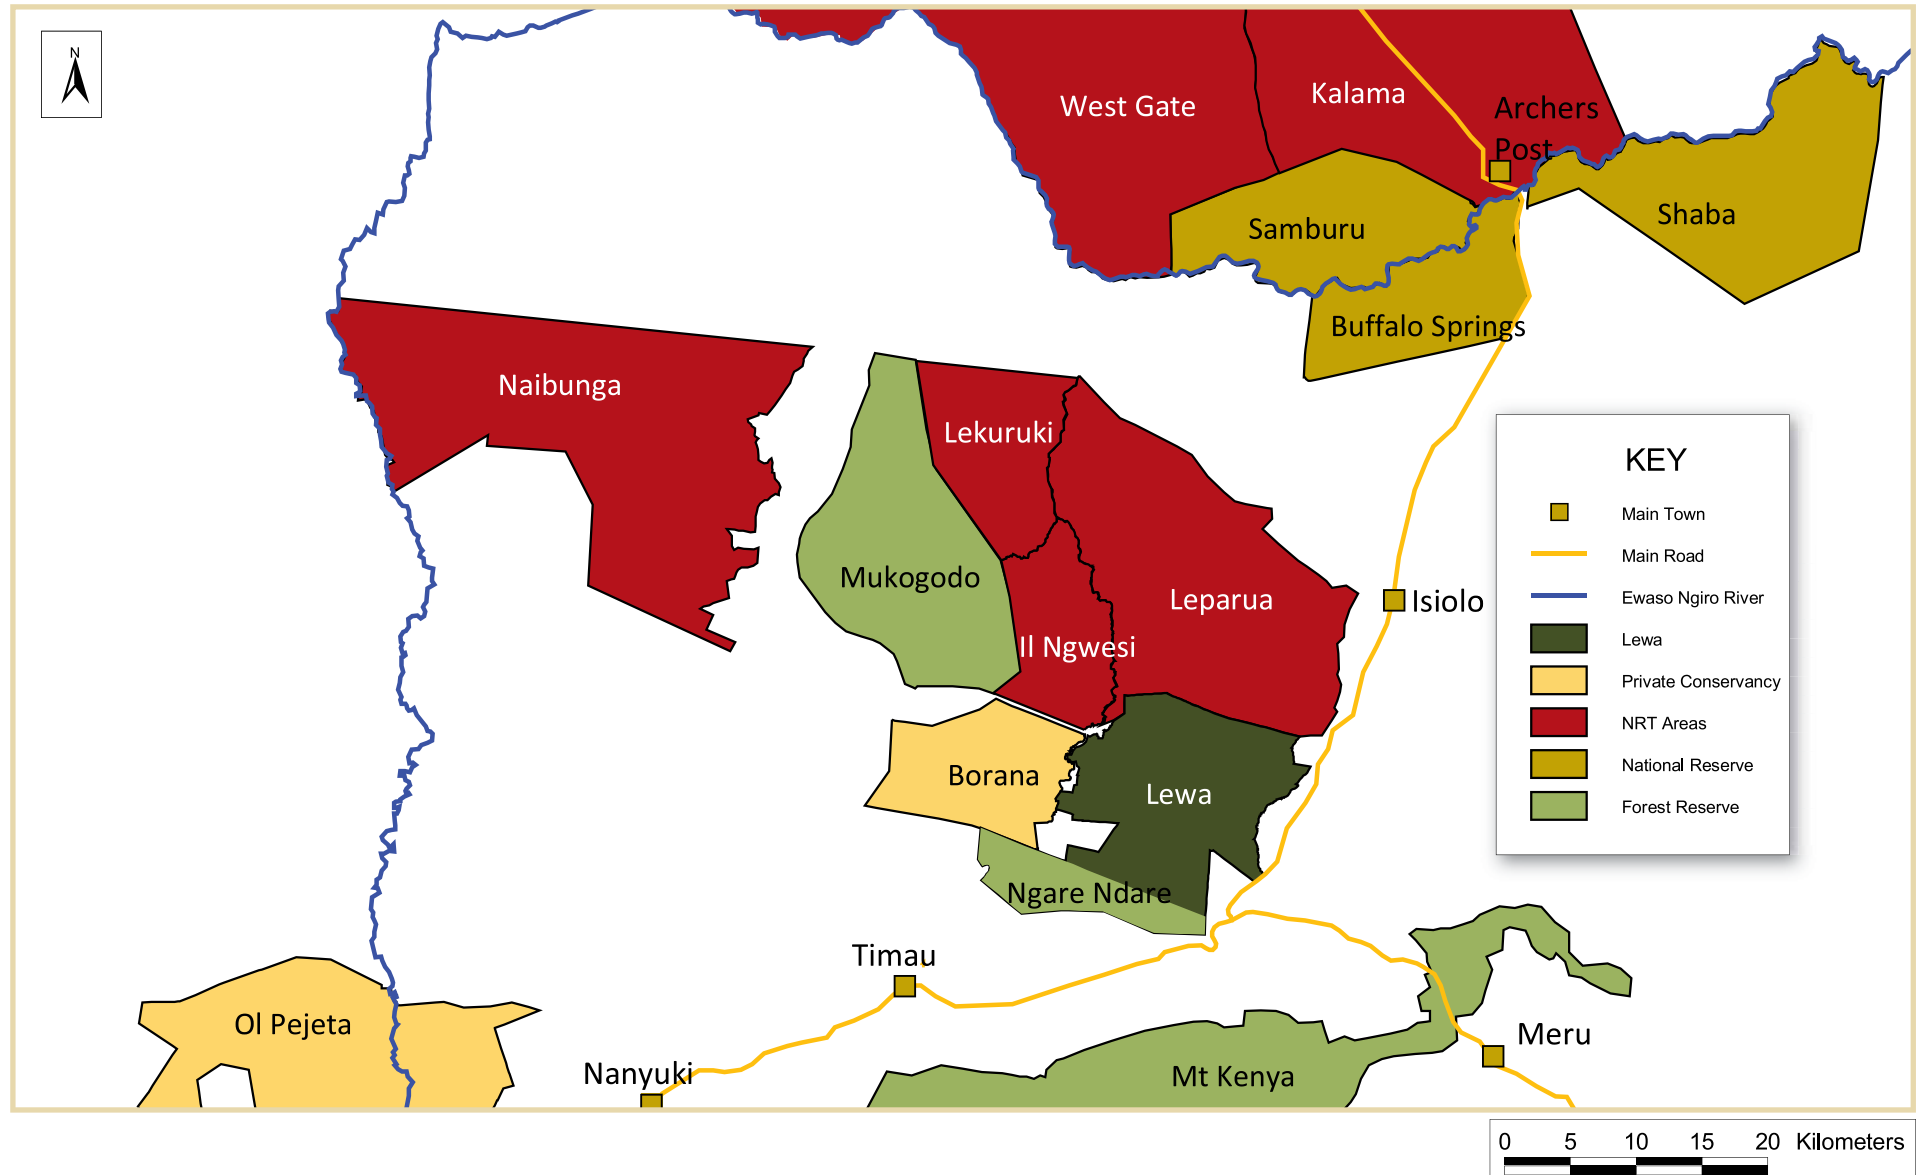 N
West Gate
Kalama
Archers
Post
Samburu
Shaba
Buffalo Springs
Naibunga
Lekuruki
Mukogodo
Leparua
Isiolo
Il Ngwesi
Borana
Lewa
Ngare Ndare
Timau
Ol Pejeta
Nanyuki
Meru
Mt Kenya
KEY
Main Town
Main Road
Ewaso Ngiro River
Lewa
Private Conservancy
NRT Areas
National Reserve
Forest Reserve
0 5 10 15 20 Kilometers